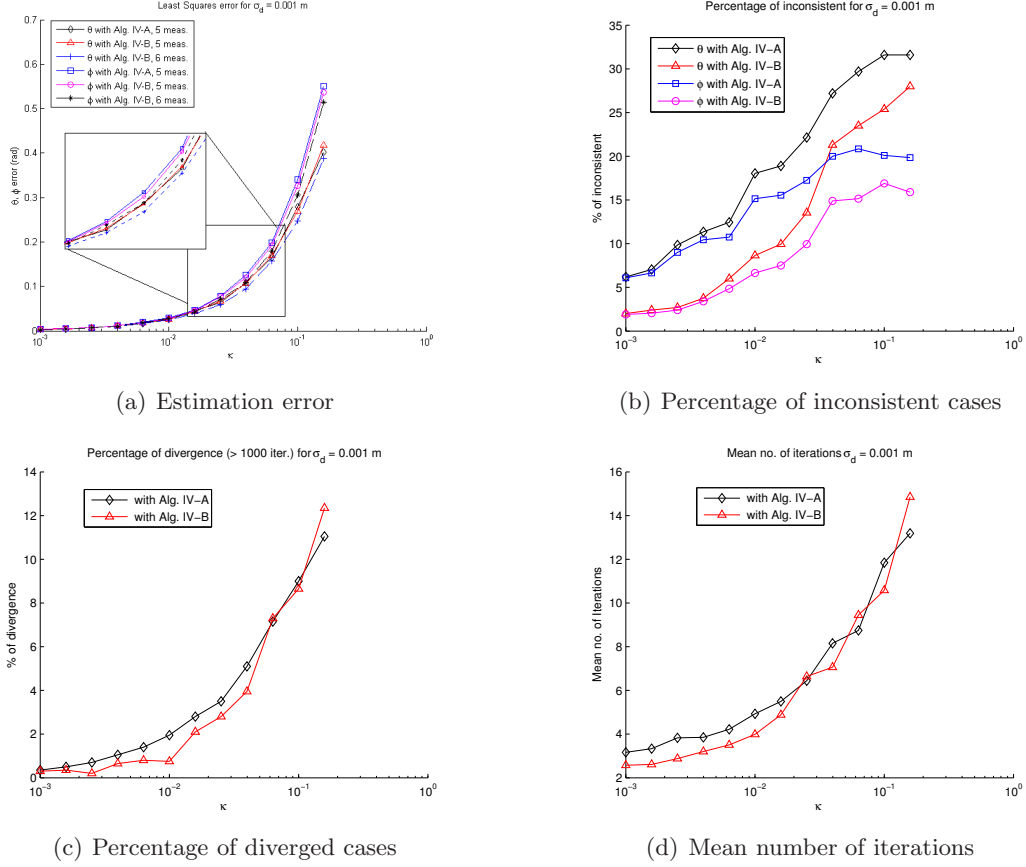 Least Squares error for σd = 0.001 m
θ with Alg. IV-A, 5 meas.
θ with Alg. IV-B, 5 meas.
θ with Alg. IV-B, 6 meas.
ϕ with Alg. IV-A, 5 meas.
ϕ with Alg. IV-B, 5 meas.
ϕ with Alg. IV-B, 6 meas.
θ, ϕ error (rad)
0.7
0.6
0.5
0.4
0.3
0.2
0.1
0
10^-3
10^-2
10^-1
10^0
κ
(a) Estimation error
Percentage of inconsistent for σd = 0.001 m
θ with Alg. IV−A
θ with Alg. IV−B
ϕ with Alg. IV−A
ϕ with Alg. IV−B
% of inconsistent
35
30
25
20
15
10
5
0
10^−3
10^−2
10^−1
10^0
κ
(b) Percentage of inconsistent cases
Percentage of divergence (> 1000 iter.) for σd = 0.001 m
with Alg. IV−A
with Alg. IV−B
% of divergence
14
12
10
8
6
4
2
0
10^−3
10^−2
10^−1
10^0
κ
(c) Percentage of diverged cases
Mean no. of iterations σd = 0.001 m
with Alg. IV−A
with Alg. IV−B
Mean no. of Iterations
16
14
12
10
8
6
4
2
10^−3
10^−2
10^−1
10^0
κ
(d) Mean number of iterations